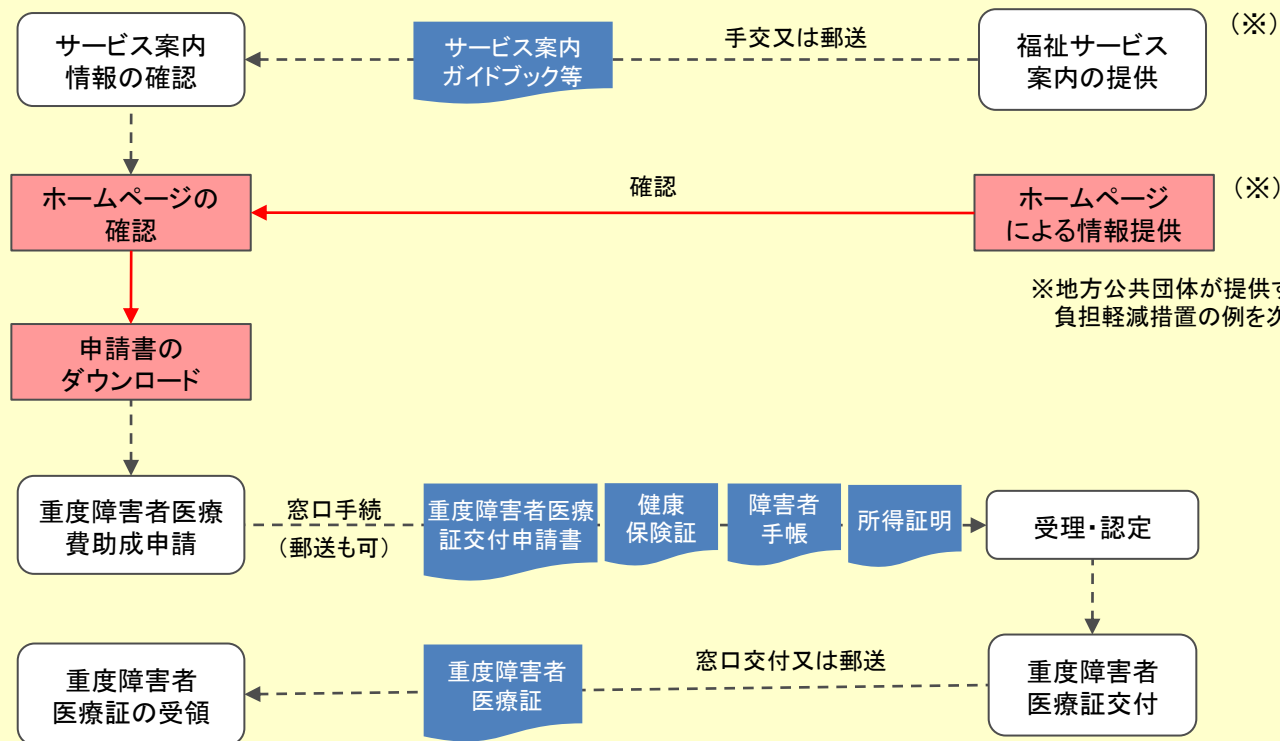 サービス案内
情報の確認
サービス案内
ガイドブック等
手交又は郵送
福祉サービス
案内の提供
(※)
ホームページの
確認
確認
ホームページ
による情報提供
(※)
※地方公共団体が提供す
負担軽減措置の例を次
申請書の
ダウンロード
重度障害者医療
費助成申請
窓口手続
(郵送も可)
重度障害者医療
証交付申請書
健康
保険証
障害者
手帳
所得証明
受理・認定
重度障害者
医療証の受領
重度障害者
医療証
窓口交付又は郵送
重度障害者
医療証交付